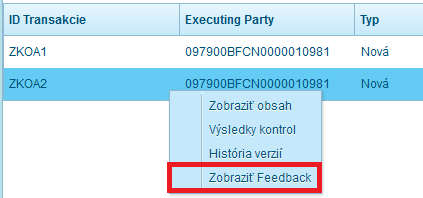 ID Transakcie Executing Party Typ
ZKOA1 097900BFCN0000010981 Nová
ZKOA2 097900BFCN0000010981 Nová
Zobraziť obsah
Výsledky kontrol
História verzií
Zobraziť Feedback